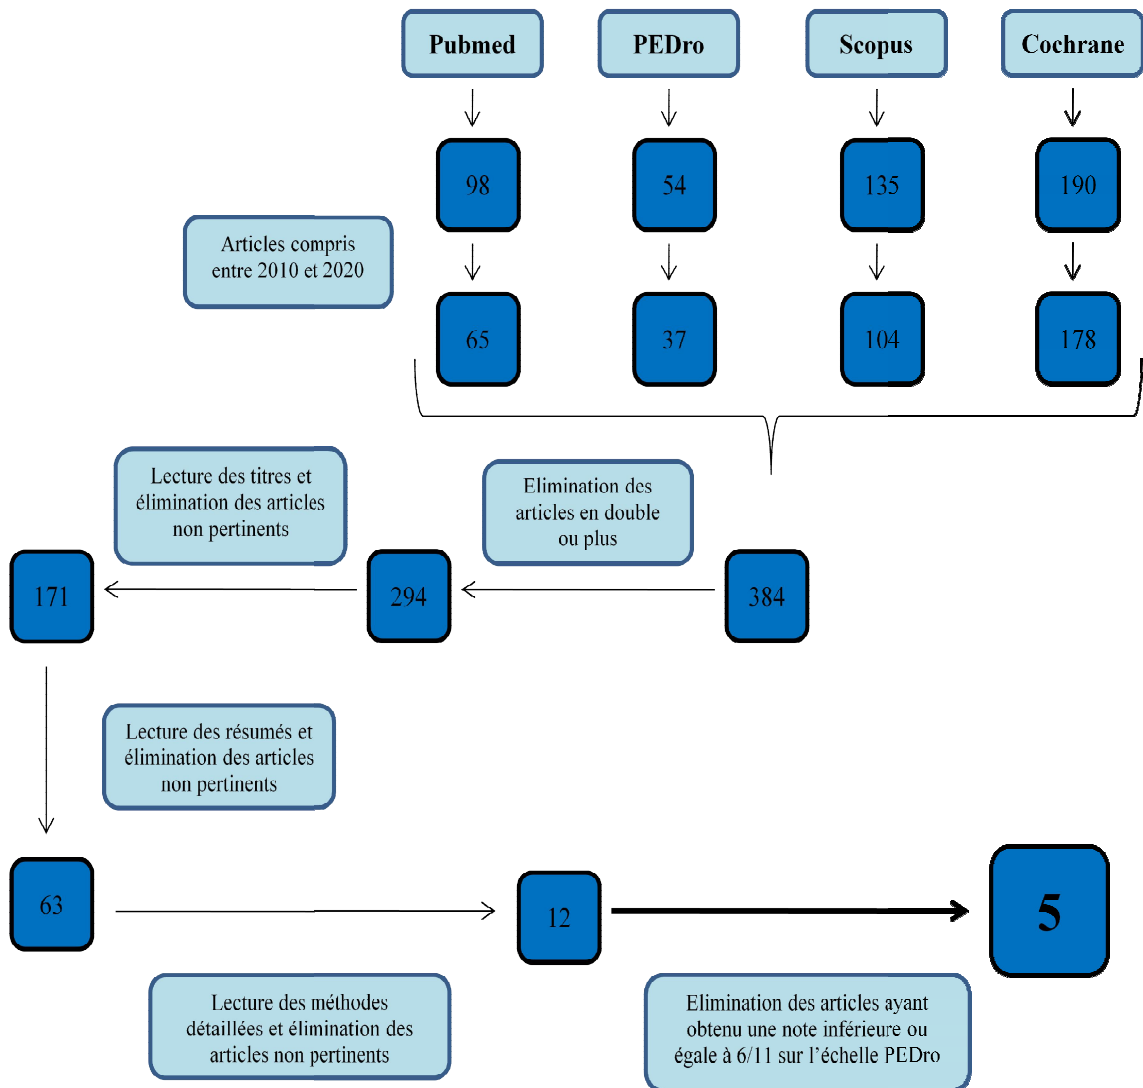 Pubmed
PEDro
Scopus
Cochrane
98
54
135
190
Articles compris
entre 2010 et 2020
65
37
104
178
Lecture des titres et
élimination des articles
non pertinents
Elimination des
articles en double
ou plus
171
294
384
Lecture des résumés et
élimination des articles
non pertinents
63
12
5
Lecture des méthodes
détaillées et élimination des
articles non pertinents
Elimination des articles ayant
obtenu une note inférieure ou
égale à 6/11 sur l’échelle PEDro